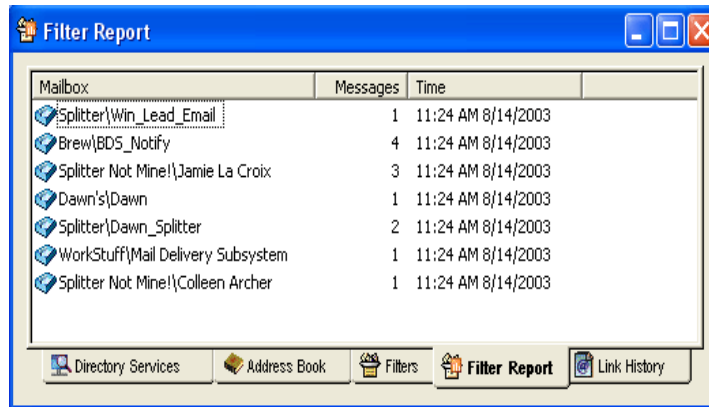 Filter Report
Mailbox Messages Time
Splitter\Win_Lead_Email 1 11:24 AM 8/14/2003
Brew\BDS_Notify 4 11:24 AM 8/14/2003
Splitter Not Mine!\Jamie La Croix 3 11:24 AM 8/14/2003
Dawn's\Dawn 1 11:24 AM 8/14/2003
Splitter\Dawn_Splitter 2 11:24 AM 8/14/2003
WorkStuff\Mail Delivery Subsystem 1 11:24 AM 8/14/2003
Splitter Not Mine!\Colleen Archer 1 11:24 AM 8/14/2003
Directory Services Address Book Filters Filter Report Link History